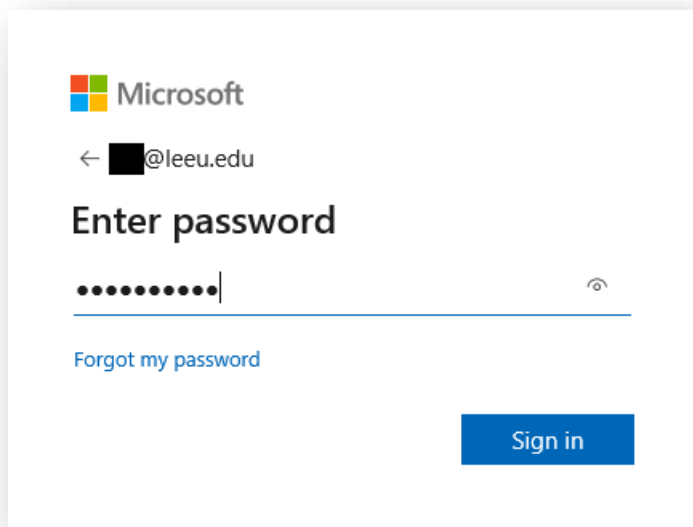 Microsoft
← @leeu.edu
Enter password
••••••••••
Forgot my password
Sign in